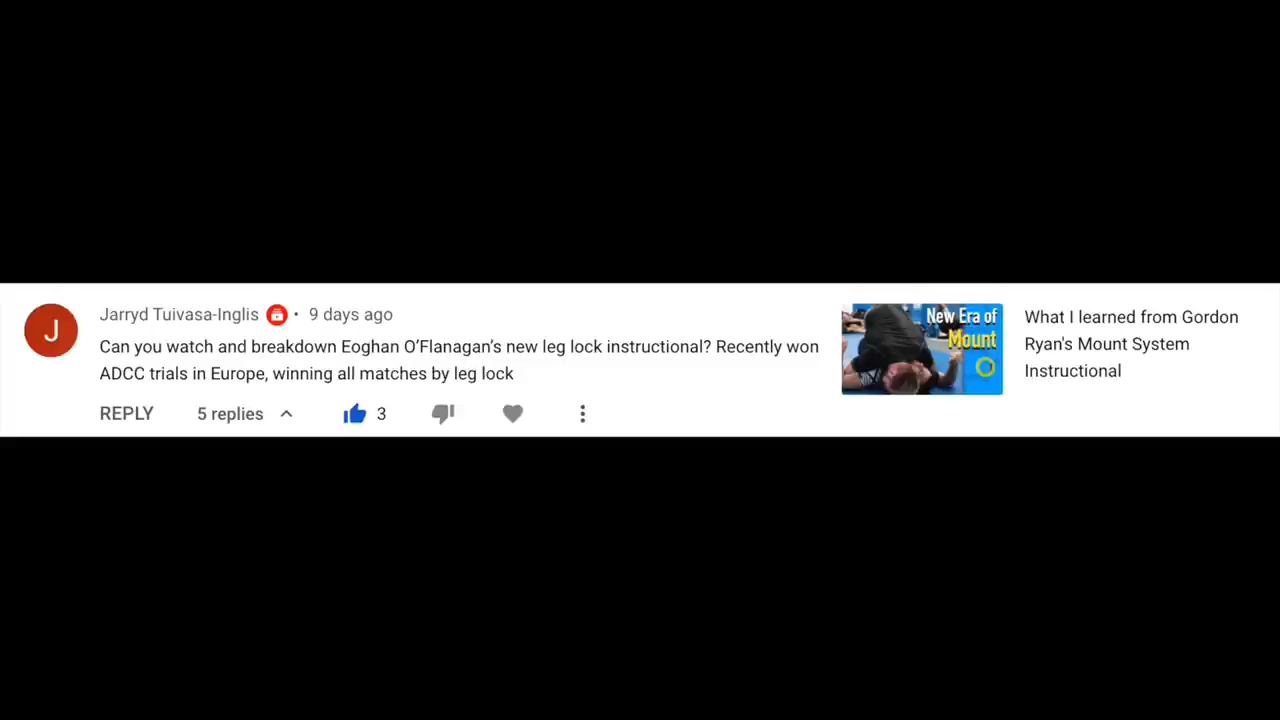 J
Jarryd Tuivasa-Inglis • 9 days ago
Can you watch and breakdown Eoghan O’Flanagan’s new leg lock instructional? Recently won
ADCC trials in Europe, winning all matches by leg lock
REPLY 5 replies 3
New Era of
Mount
What I learned from Gordon
Ryan's Mount System
Instructional